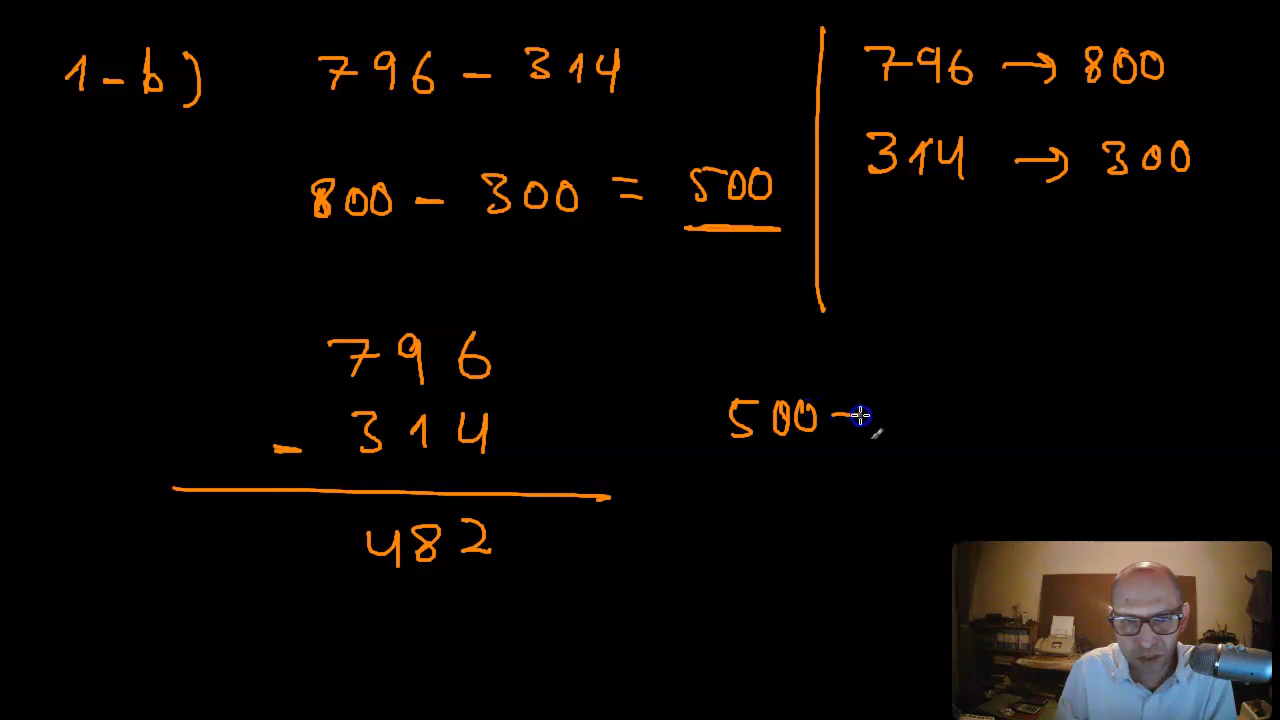 1-b) 796 - 314
800 - 300 = 500
796 → 800
314 → 300
796
- 314
482
500 -